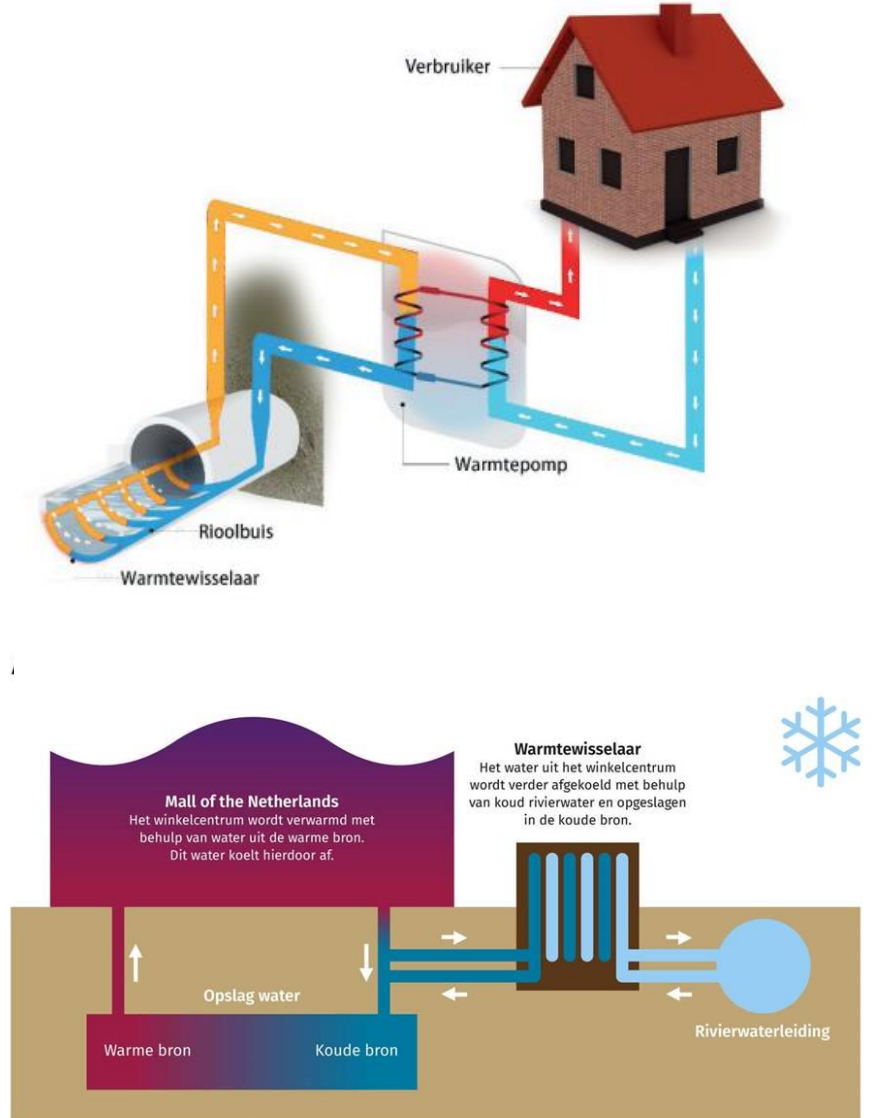 Verbruiker
Warmtepomp
Rioolbuis
Warmtewisselaar
Warmtewisselaar
Het water uit het winkelcentrum
wordt verder afgekoeld met behulp
van koud rivierwater en opgeslagen
in de koude bron.
Mall of the Netherlands
Het winkelcentrum wordt verwarmd met
behulp van water uit de warme bron.
Dit water koelt hierdoor af.
Opslag water
Warme bron
Koude bron
Rivierwaterleiding